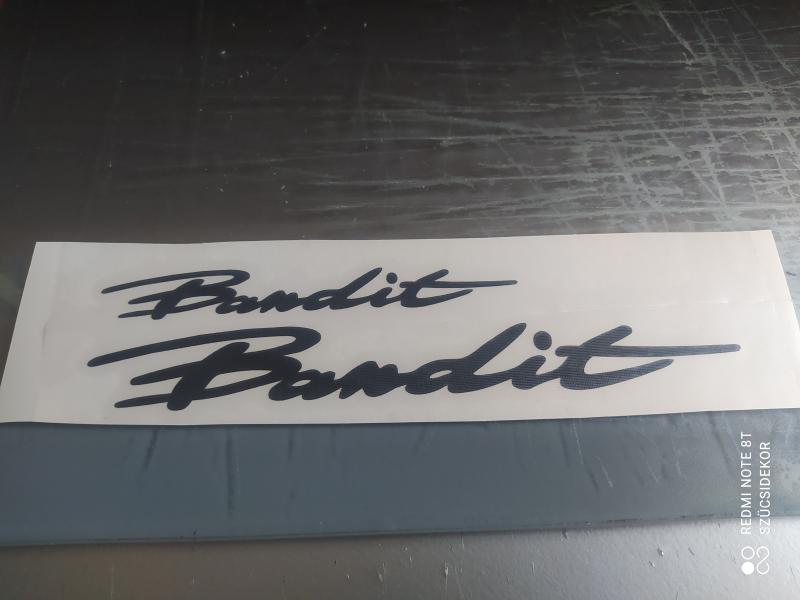 Bandit
Bandit
REDMI NOTE 8T
SZÜCSIDEKOR